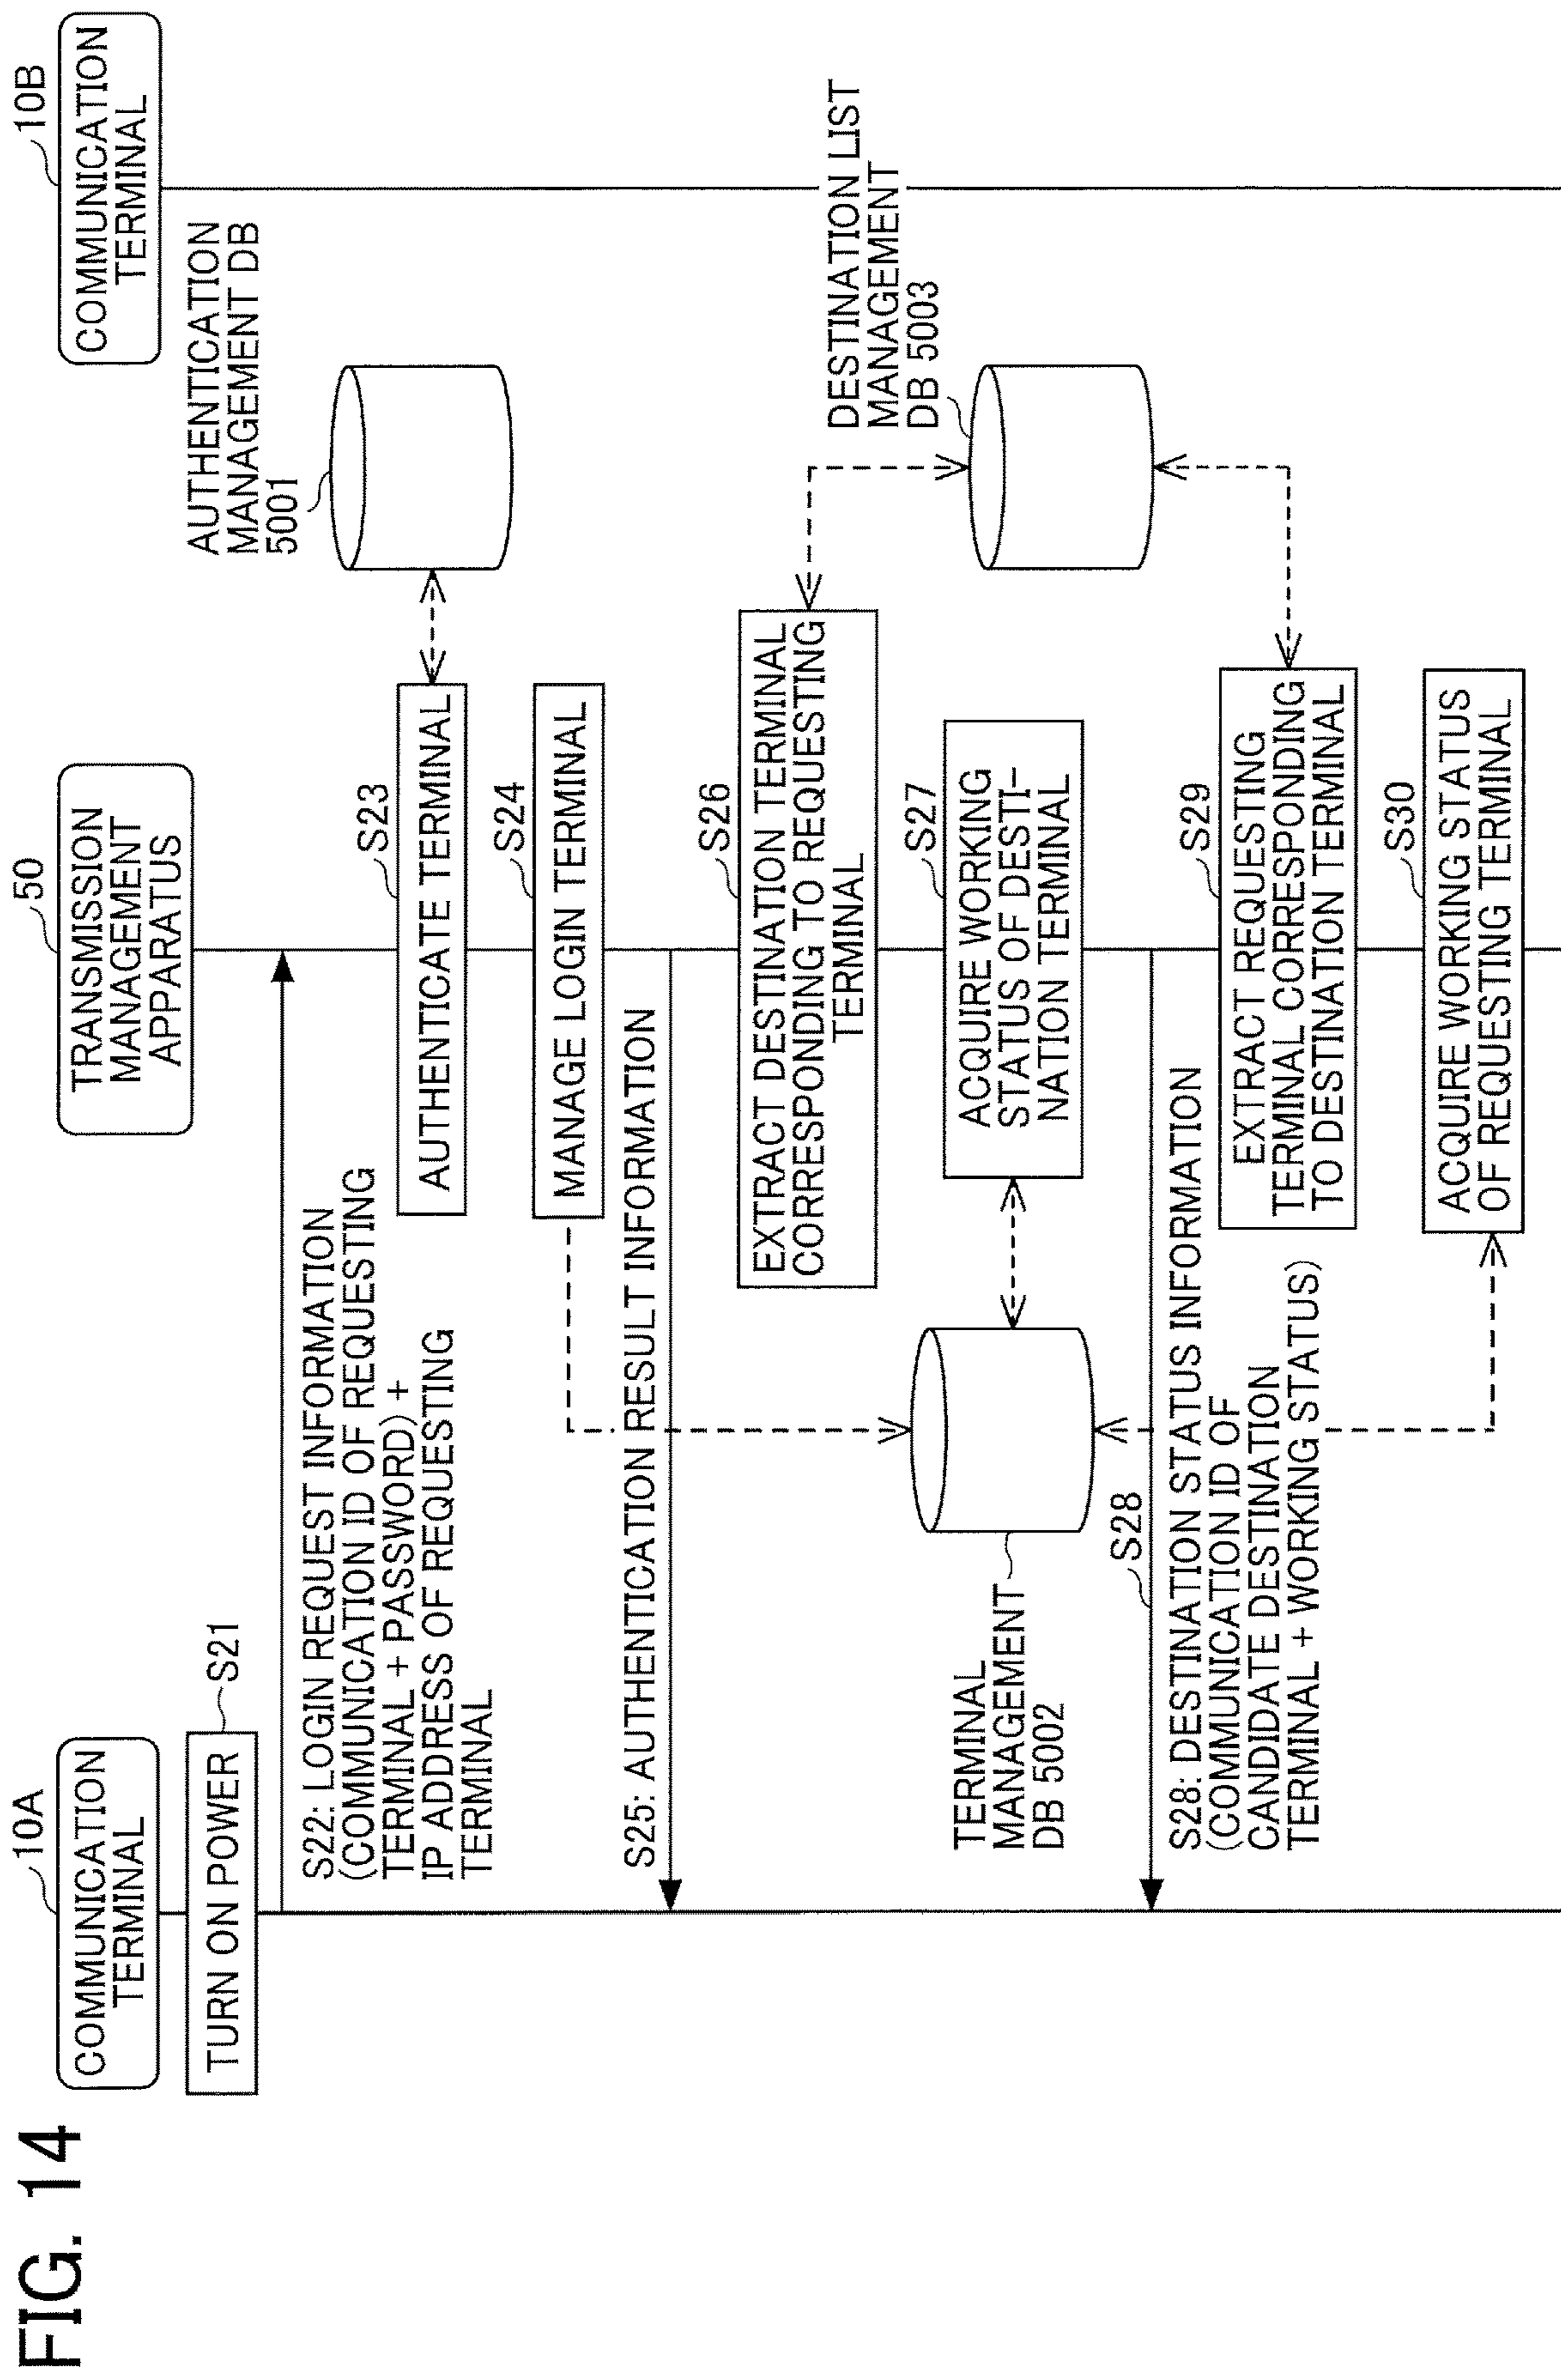 FIG. 14
10A
COMMUNICATION
TERMINAL
50
TRANSMISSION
MANAGEMENT
APPARATUS
10B
COMMUNICATION
TERMINAL
TURN ON POWER
S21
S22: LOGIN REQUEST INFORMATION
(COMMUNICATION ID OF REQUESTING
TERMINAL + PASSWORD) +
IP ADDRESS OF REQUESTING
TERMINAL
AUTHENTICATION
MANAGEMENT DB
5001
S23
AUTHENTICATE TERMINAL
S24
MANAGE LOGIN TERMINAL
S25: AUTHENTICATION RESULT INFORMATION
S26
EXTRACT DESTINATION TERMINAL
CORRESPONDING TO REQUESTING
TERMINAL
DESTINATION LIST
MANAGEMENT
DB 5003
S27
ACQUIRE WORKING
STATUS OF DESTI-
NATION TERMINAL
TERMINAL
MANAGEMENT
DB 5002
S28
S28: DESTINATION STATUS INFORMATION
(COMMUNICATION ID OF
CANDIDATE DESTINATION
TERMINAL + WORKING STATUS)
S29
EXTRACT REQUESTING
TERMINAL CORRESPONDING
TO DESTINATION TERMINAL
S30
ACQUIRE WORKING STATUS
OF REQUESTING TERMINAL